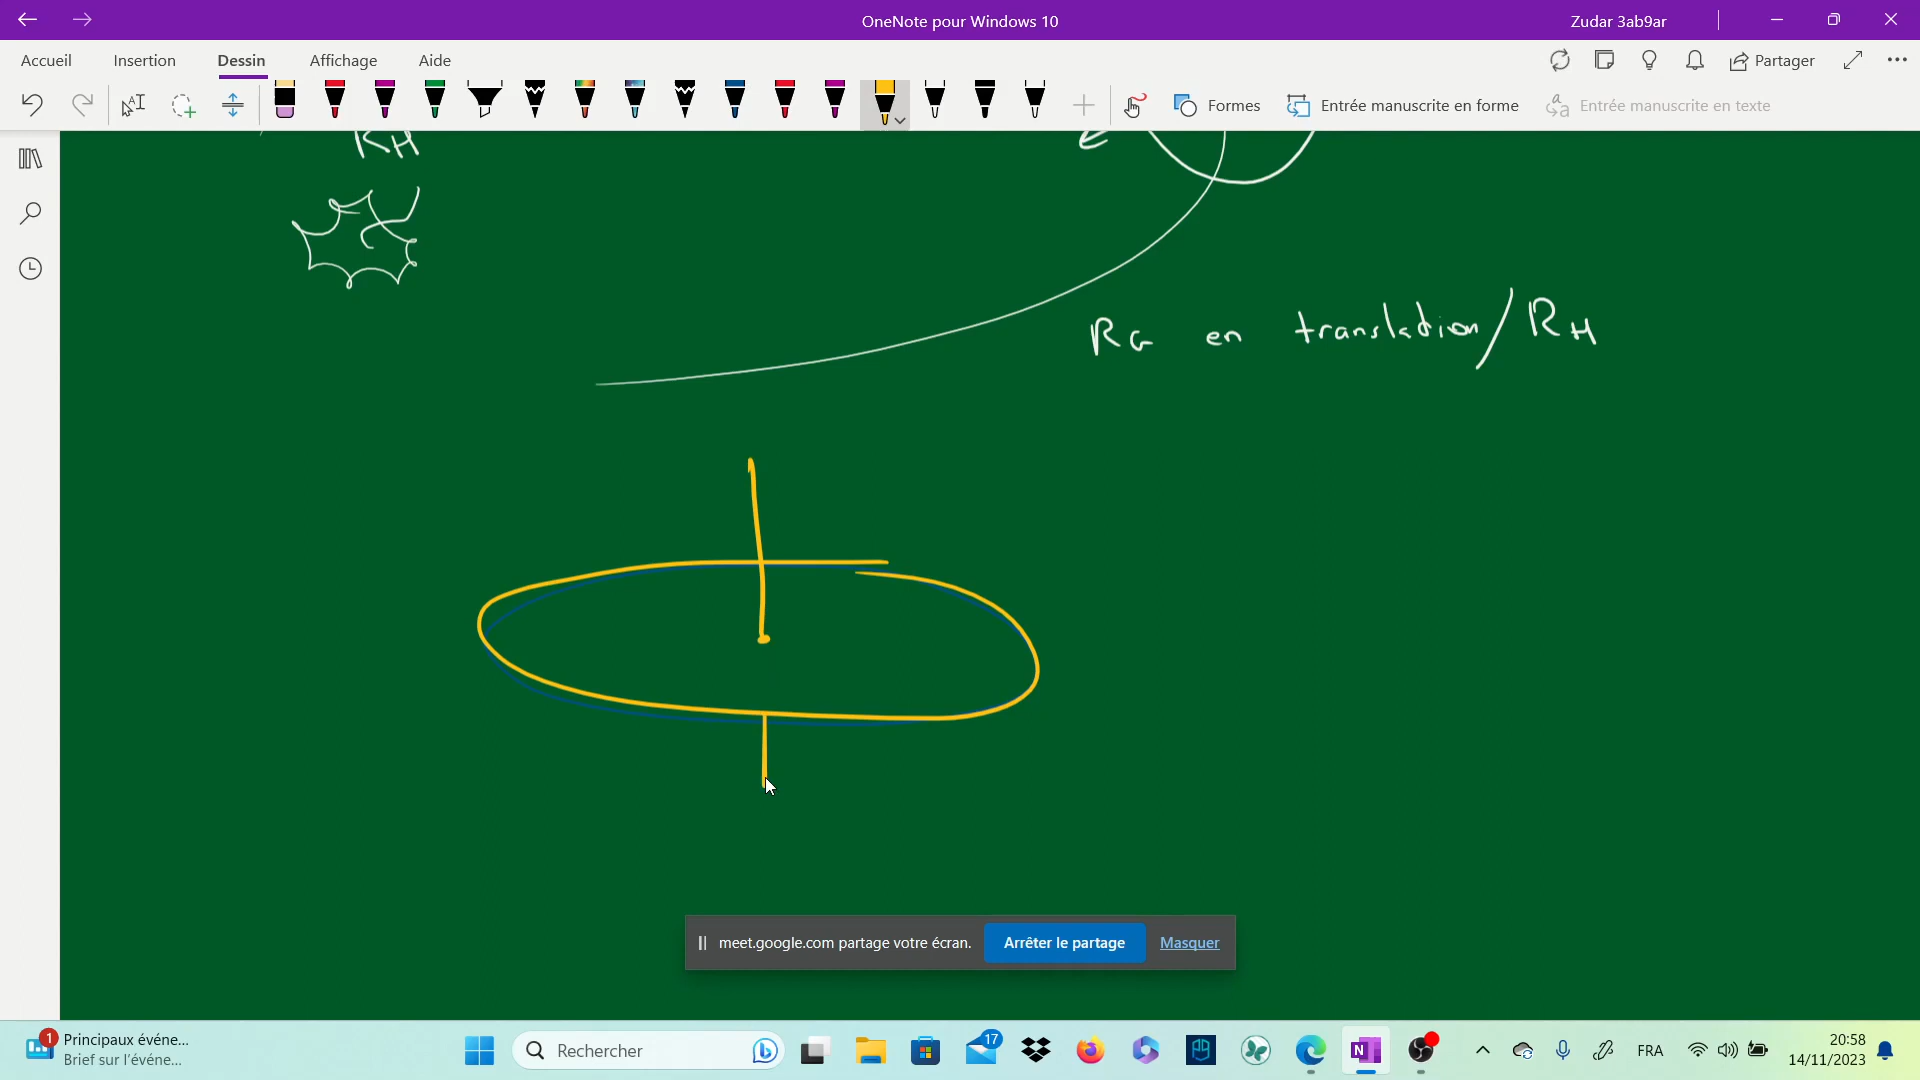 OneNote pour Windows 10
Zudar 3ab9ar
Accueil Insertion Dessin Affichage Aide
Partager
Formes
Entrée manuscrite en forme
Entrée manuscrite en texte
RH
RG en translation/RH
meet.google.com partage votre écran.
Arrêter le partage
Masquer
1
Principaux événe...
Brief sur l'événe...
Rechercher
17
FRA
20:58
14/11/2023